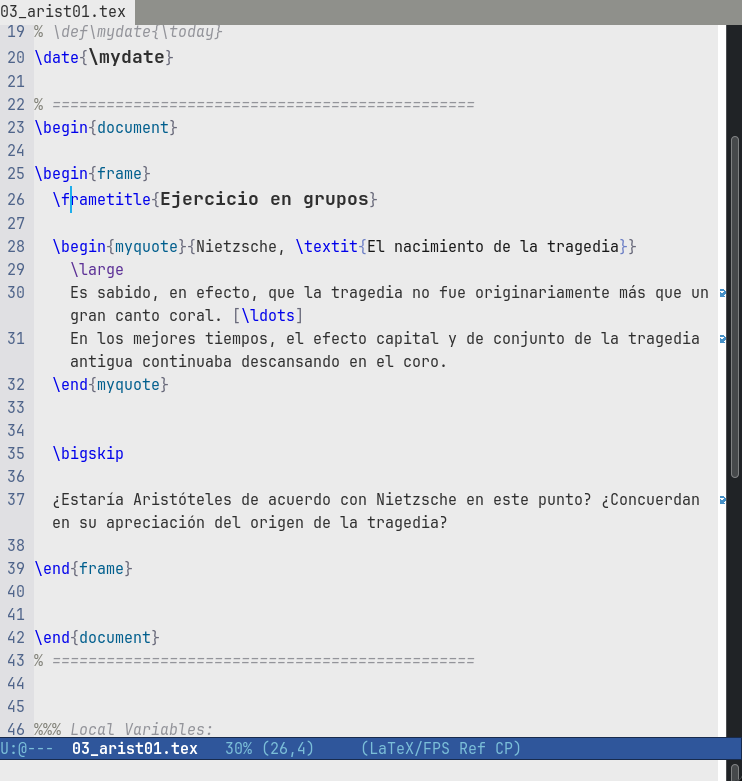 03_arist01.tex
19 % \def\mydate{\today}
20 \date{\mydate}
21
22 % ===============================================
23 \begin{document}
24
25 \begin{frame}
26 \frametitle{Ejercicio en grupos}
27
28 \begin{myquote}{Nietzsche, \textit{El nacimiento de la tragedia}}
29 \large
30 Es sabido, en efecto, que la tragedia no fue originariamente más que un
gran canto coral. [\ldots]
31 En los mejores tiempos, el efecto capital y de conjunto de la tragedia
antigua continuaba descansando en el coro.
32 \end{myquote}
33
34
35 \bigskip
36
37 ¿Estaría Aristóteles de acuerdo con Nietzsche en este punto? ¿Concuerdan
en su apreciación del origen de la tragedia?
38
39 \end{frame}
40
41
42 \end{document}
43 % ===============================================
44
45
46 %%% Local Variables:
U:@--- 03_arist01.tex 30% (26,4) (LaTeX/FPS Ref CP)